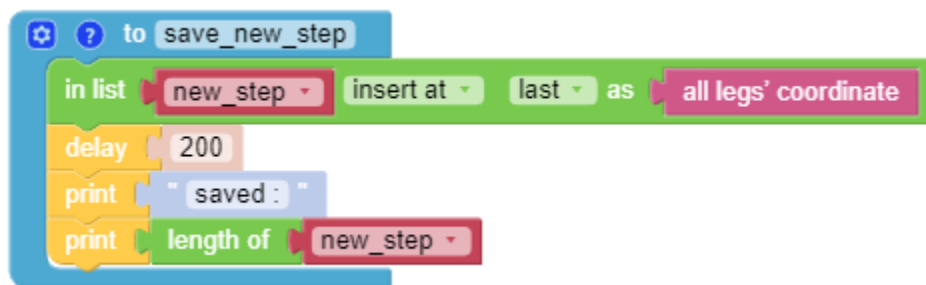 ? to save_new_step
in list new_step insert at last as all legs’ coordinate
delay 200
print " saved : "
print length of new_step